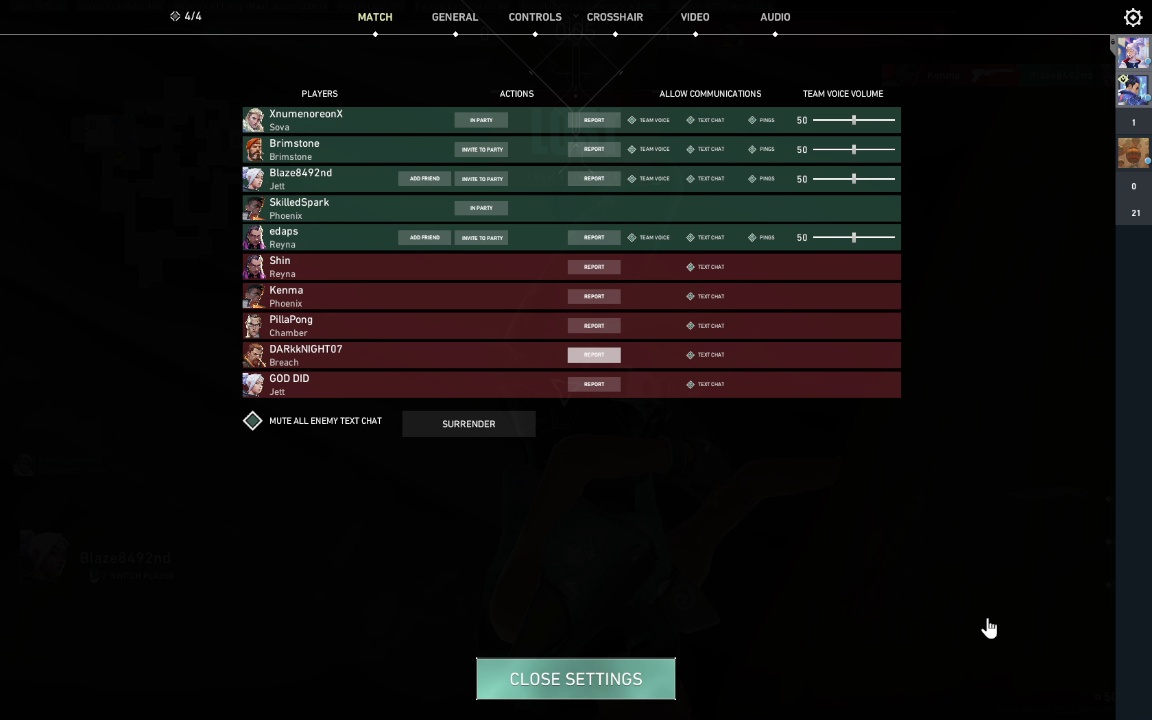 4/4
MATCH GENERAL CONTROLS CROSSHAIR VIDEO AUDIO
PLAYERS ACTIONS ALLOW COMMUNICATIONS TEAM VOICE VOLUME
XnumenoreonX
Sova
IN PARTY REPORT TEAM VOICE TEXT CHAT PINGS 50
Brimstone
Brimstone
INVITE TO PARTY REPORT TEAM VOICE TEXT CHAT PINGS 50
Blaze8492nd
Jett
ADD FRIEND INVITE TO PARTY REPORT TEAM VOICE TEXT CHAT PINGS 50
SkilledSpark
Phoenix
IN PARTY
edaps
Reyna
ADD FRIEND INVITE TO PARTY REPORT TEAM VOICE TEXT CHAT PINGS 50
Shin
Reyna
REPORT TEXT CHAT
Kenma
Phoenix
REPORT TEXT CHAT
PillaPong
Chamber
REPORT TEXT CHAT
DARkkNIGHT07
Breach
REPORT TEXT CHAT
GOD DID
Jett
REPORT TEXT CHAT
MUTE ALL ENEMY TEXT CHAT SURRENDER
Blaze8492nd
CLOSE SETTINGS
1
0
21